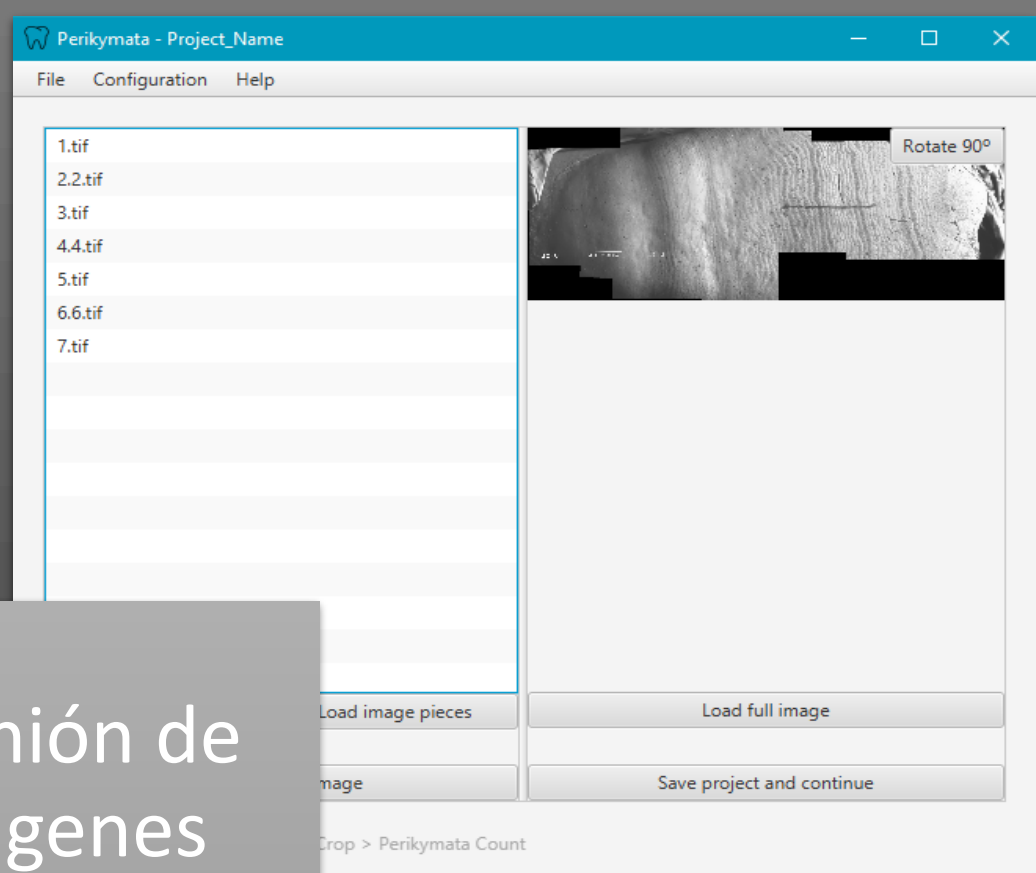 Perikymata - Project_Name
File Configuration Help
1.tif
2.2.tif
3.tif
4.4.tif
5.tif
6.6.tif
7.tif
Rotate 90º
Load image pieces
Load full image
mage
Save project and continue
Crop > Perikymata Count
nión de
genes